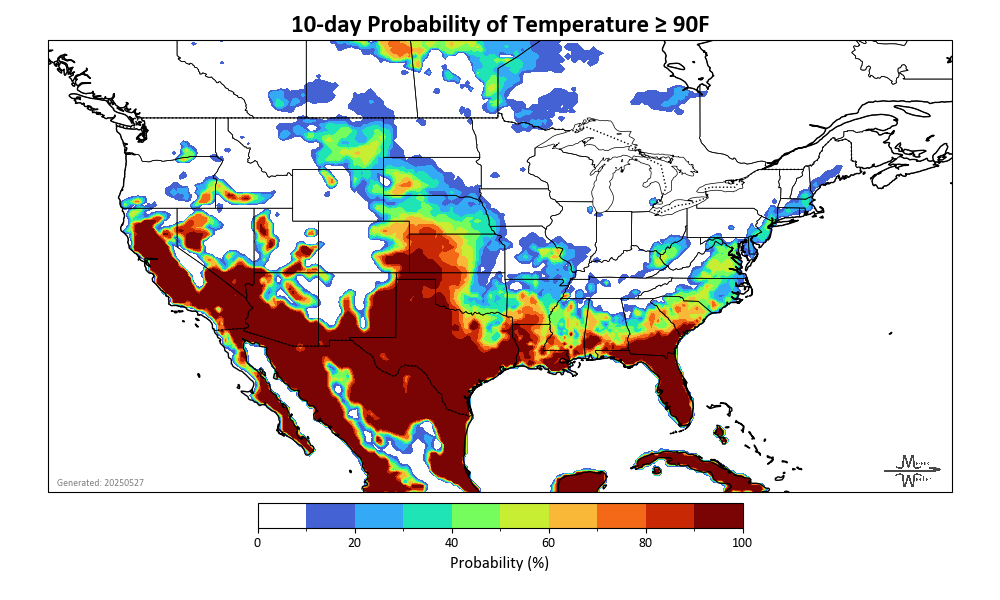 10-day Probability of Temperature ≥ 90F
Generated: 20250527
0 20 40 60 80 100
Probability (%)